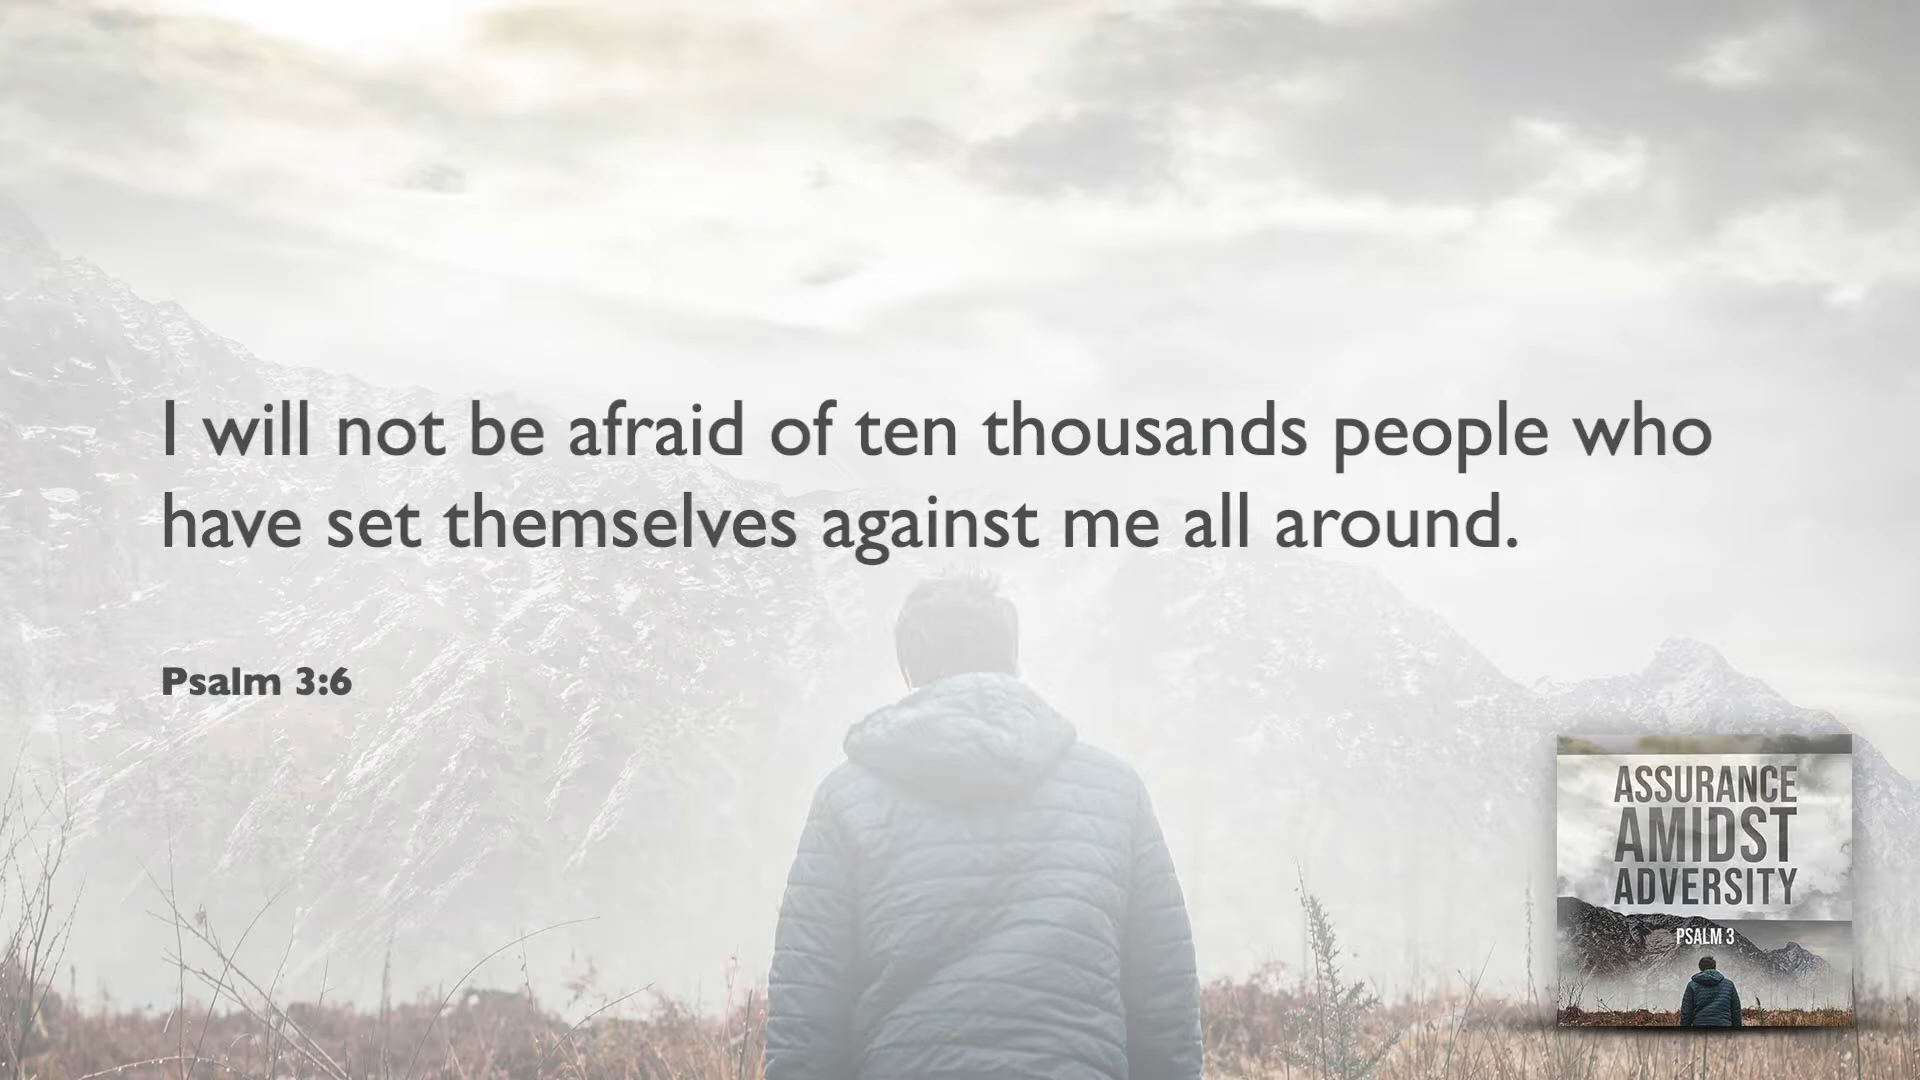 I will not be afraid of ten thousands people who
have set themselves against me all around.
Psalm 3:6
ASSURANCE
AMIDST
ADVERSITY
PSALM 3